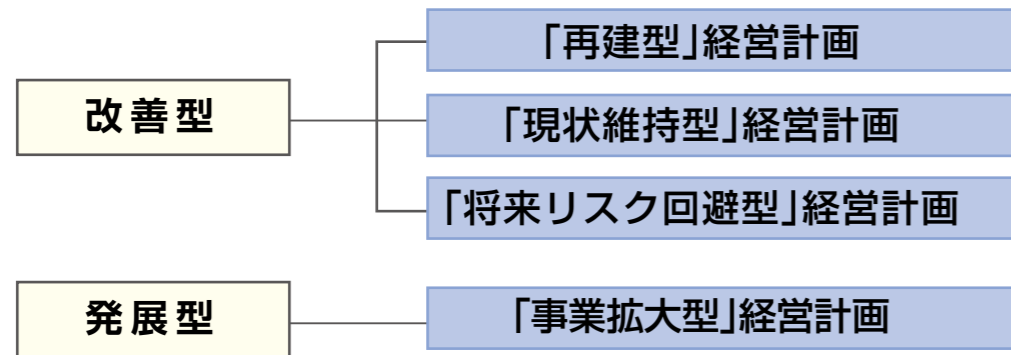 改善型
「再建型」経営計画
「現状維持型」経営計画
「将来リスク回避型」経営計画
発展型
「事業拡大型」経営計画